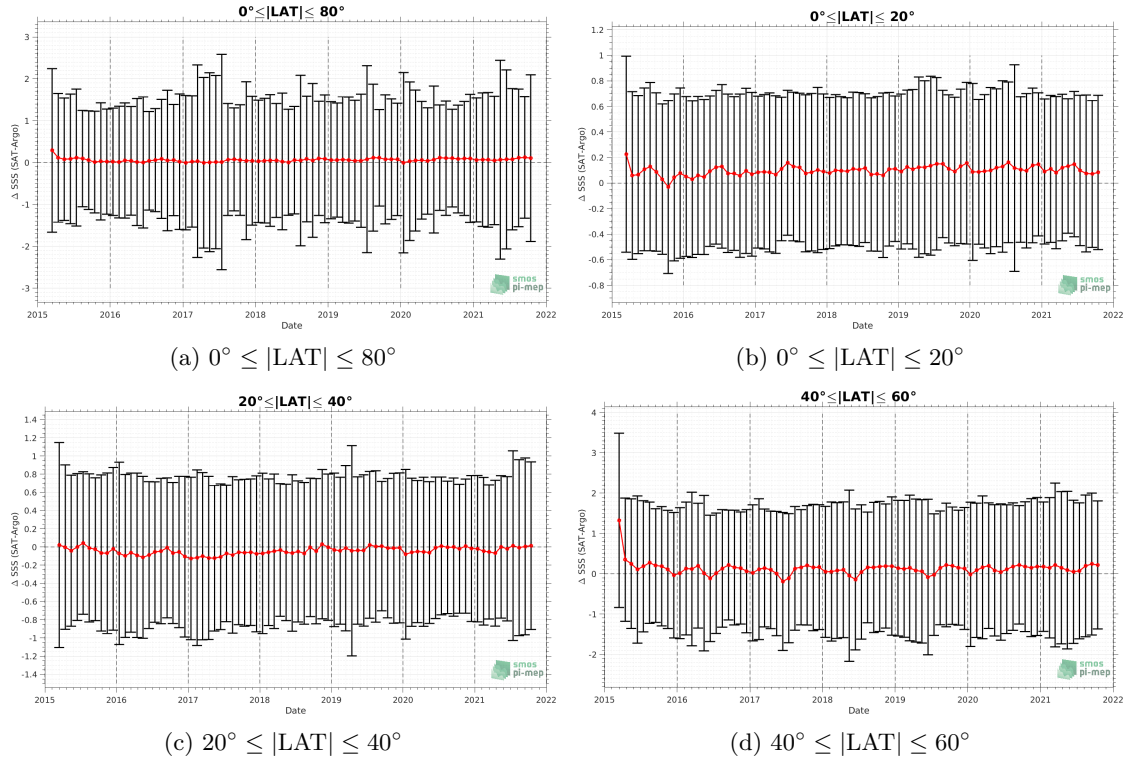 0°≤|LAT|≤ 80°
3
2
1
0
-1
-2
-3
Δ SSS (SAT-Argo)
2015 2016 2017 2018 2019 2020 2021 2022
Date
smos
pi-mep
(a) 0° ≤ |LAT| ≤ 80°
0°≤|LAT|≤ 20°
1.2
1
0.8
0.6
0.4
0.2
0
-0.2
-0.4
-0.6
-0.8
Δ SSS (SAT-Argo)
2015 2016 2017 2018 2019 2020 2021 2022
Date
smos
pi-mep
(b) 0° ≤ |LAT| ≤ 20°
20°≤|LAT|≤ 40°
1.4
1.2
1
0.8
0.6
0.4
0.2
0
-0.2
-0.4
-0.6
-0.8
-1
-1.2
-1.4
Δ SSS (SAT-Argo)
2015 2016 2017 2018 2019 2020 2021 2022
Date
smos
pi-mep
(c) 20° ≤ |LAT| ≤ 40°
40°≤|LAT|≤ 60°
4
3
2
1
0
-1
-2
Δ SSS (SAT-Argo)
2015 2016 2017 2018 2019 2020 2021 2022
Date
smos
pi-mep
(d) 40° ≤ |LAT| ≤ 60°